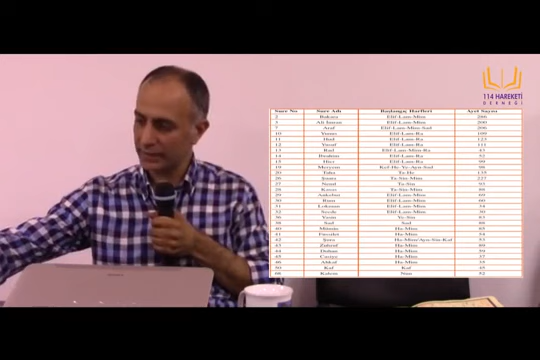 114 HAREKETİ
DERNEĞİ
Sure No Sure Adı Başlangıç Harfleri Ayet Sayısı
2 Bakara Elif-Lam-Mim 286
3 Ali İmran Elif-Lam-Mim 200
7 Araf Elif-Lam-Mim-Sad 206
10 Yunus Elif-Lam-Ra 109
11 Hud Elif-Lam-Ra 123
12 Yusuf Elif-Lam-Ra 111
13 Rad Elif-Lam-Mim-Ra 43
14 İbrahim Elif-Lam-Ra 52
15 Hicr Elif-Lam-Ra 99
19 Meryem Kaf-He-Ye-Ayn-Sad 98
20 Taha Ta-He 135
26 Şuara Ta-Sin-Mim 227
27 Neml Ta-Sin 93
28 Kasas Ta-Sin-Mim 88
29 Ankebut Elif-Lam-Mim 69
30 Rum Elif-Lam-Mim 60
31 Lokman Elif-Lam-Mim 34
32 Secde Elif-Lam-Mim 30
36 Yasin Ye-Sin 83
38 Sad Sad 88
40 Mümin Ha-Mim 85
41 Fussilet Ha-Mim 54
42 Şura Ha-Mim/Ayn-Sin-Kaf 53
43 Zuhruf Ha-Mim 89
44 Duhan Ha-Mim 59
45 Casiye Ha-Mim 37
46 Ahkaf Ha-Mim 35
50 Kaf Kaf 45
68 Kalem Nun 52